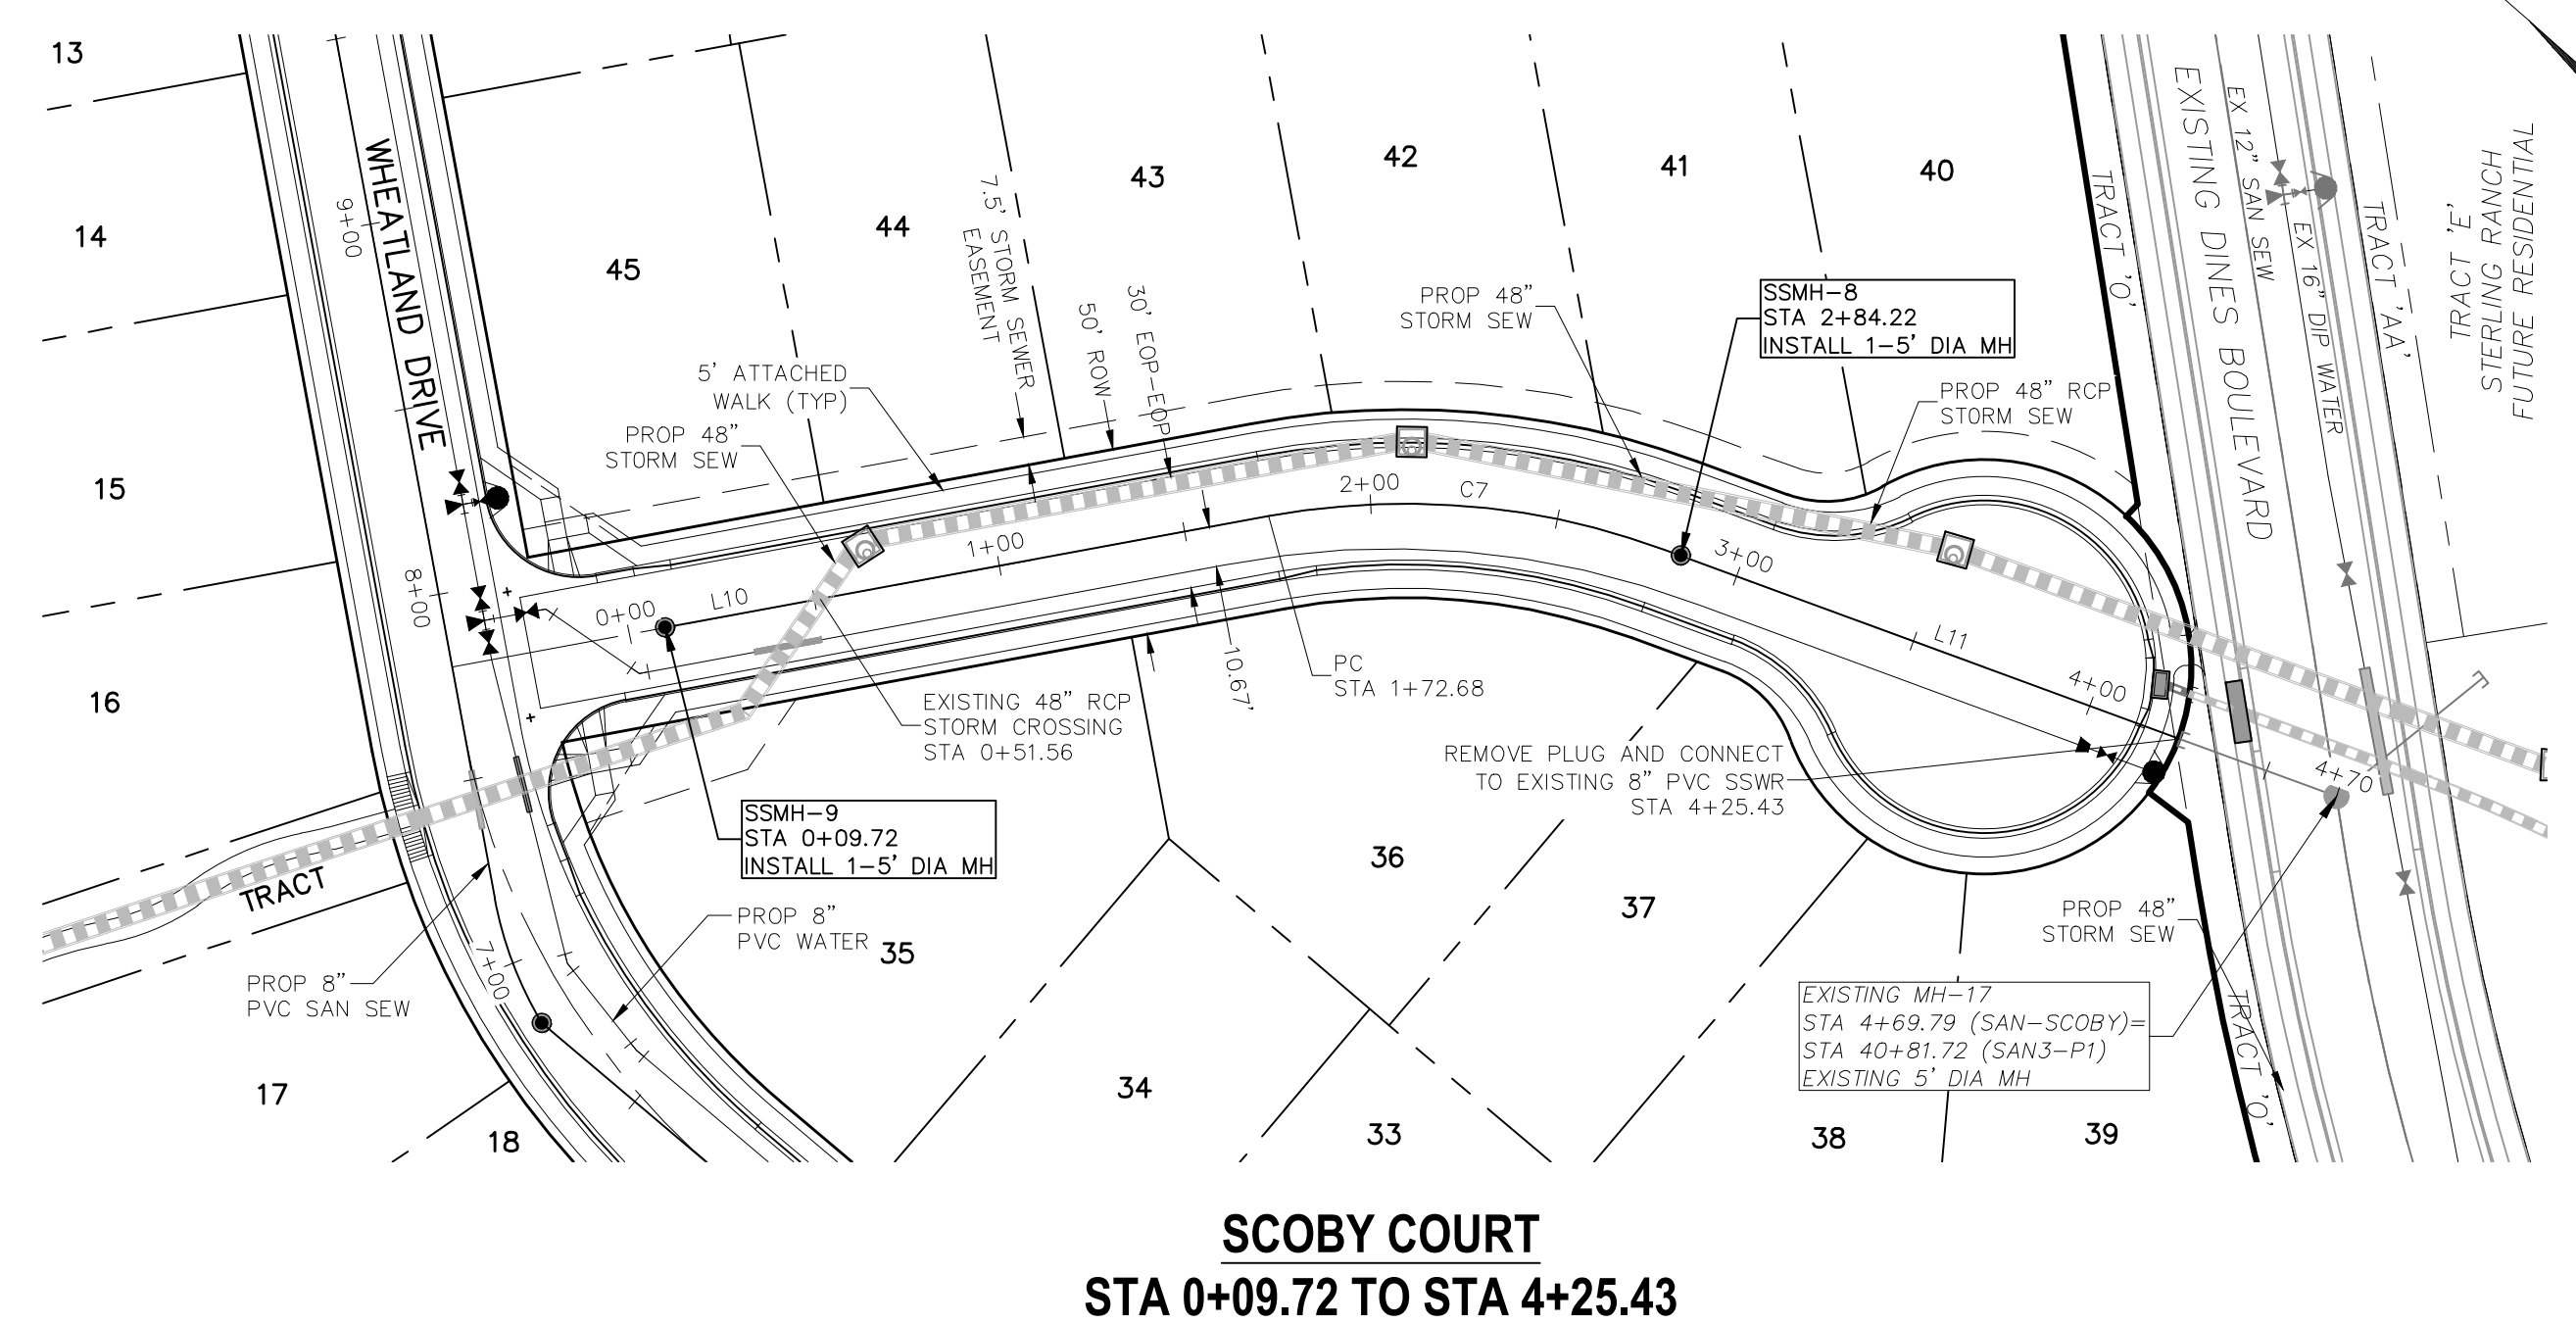 13
14
15
16
17
18
WHEATLAND DRIVE
9+00
8+00
7+00
45
44
43
42
41
40
7.5' STORM SEWER
EASEMENT
50' ROW
30' EOP-EOP
5' ATTACHED
WALK (TYP)
PROP 48"
STORM SEW
PROP 48"
STORM SEW
SSMH-8
STA 2+84.22
INSTALL 1-5' DIA MH
PROP 48" RCP
STORM SEW
TRACT 'O'
EXISTING DINES BOULEVARD
EX 12" SAN SEW
EX 16" DIP WATER
TRACT 'AA'
TRACT 'E'
STERLING RANCH
FUTURE RESIDENTIAL
0+00
L10
1+00
2+00
C7
3+00
L11
4+00
4+70
10.67'
PC
STA 1+72.68
EXISTING 48" RCP
STORM CROSSING
STA 0+51.56
REMOVE PLUG AND CONNECT
TO EXISTING 8" PVC SSWR
STA 4+25.43
SSMH-9
STA 0+09.72
INSTALL 1-5' DIA MH
TRACT
PROP 8"
PVC SAN SEW
PROP 8"
PVC WATER
35
36
37
34
33
38
39
PROP 48"
STORM SEW
EXISTING MH-17
STA 4+69.79 (SAN-SCOBY)=
STA 40+81.72 (SAN3-P1)
EXISTING 5' DIA MH
TRACT 'O'
SCOBY COURT
STA 0+09.72 TO STA 4+25.43